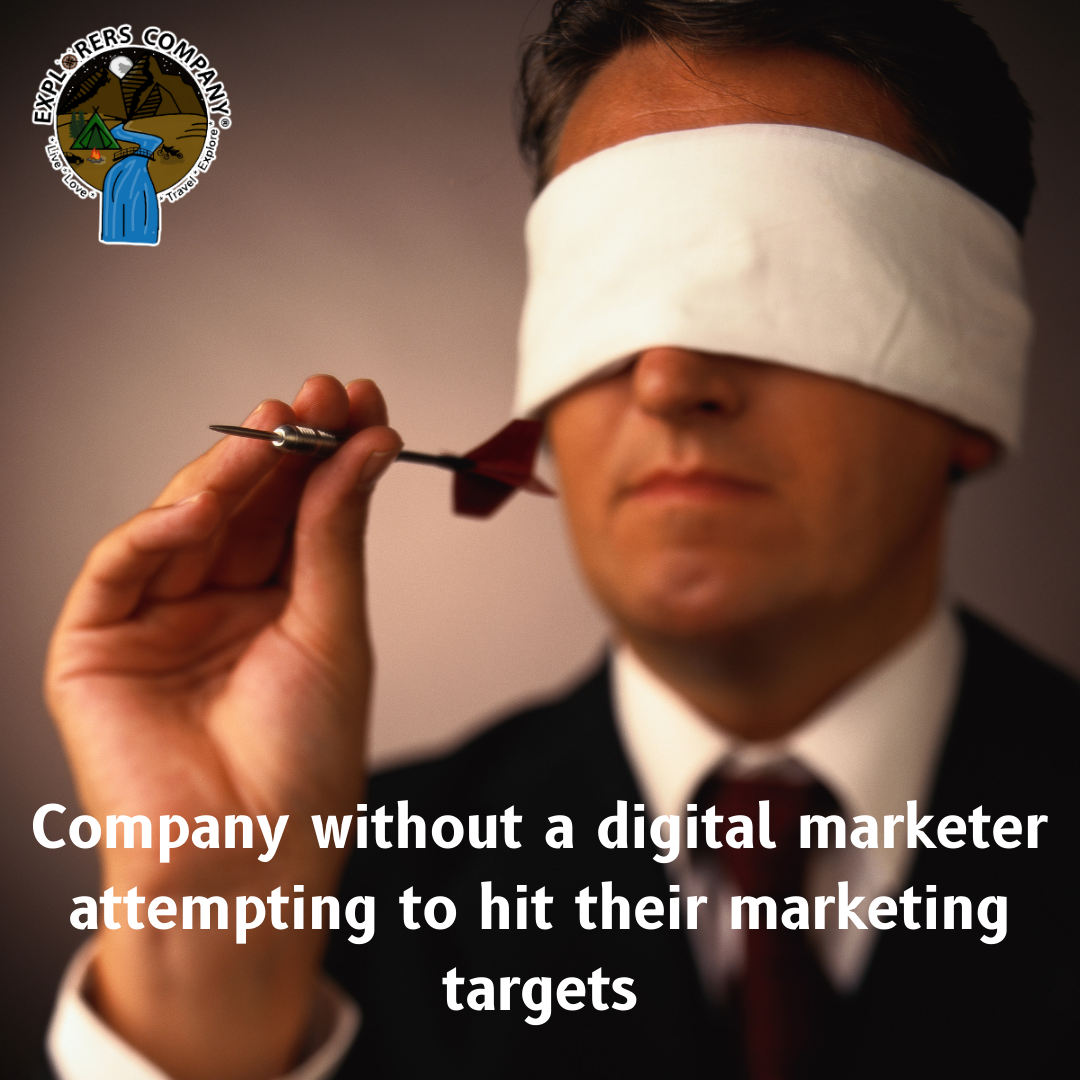 EXPLORERS COMPANY®
• Live • Love •
• Travel • Explore •
Company without a digital marketer
attempting to hit their marketing
targets